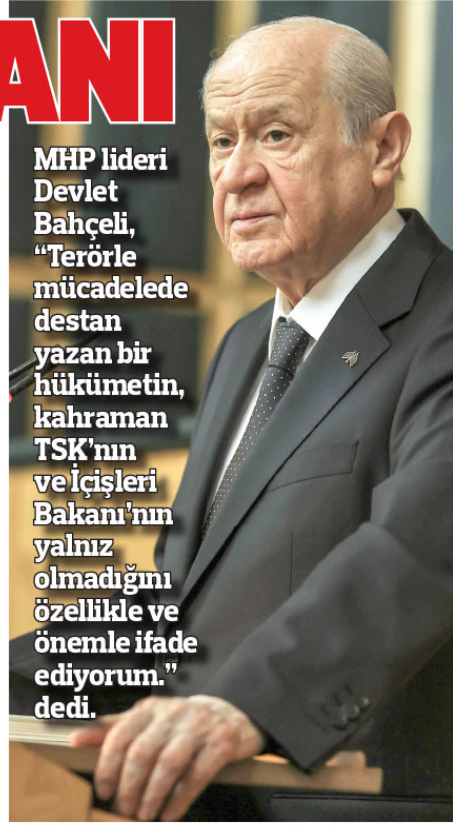 ANI
MHP lideri
Devlet
Bahçeli,
“Terörle
mücadelede
destan
yazan bir
hükümetin,
kahraman
TSK’nın
ve İçişleri
Bakanı’nın
yalnız
olmadığını
özellikle ve
önemle ifade
ediyorum.”
dedi.